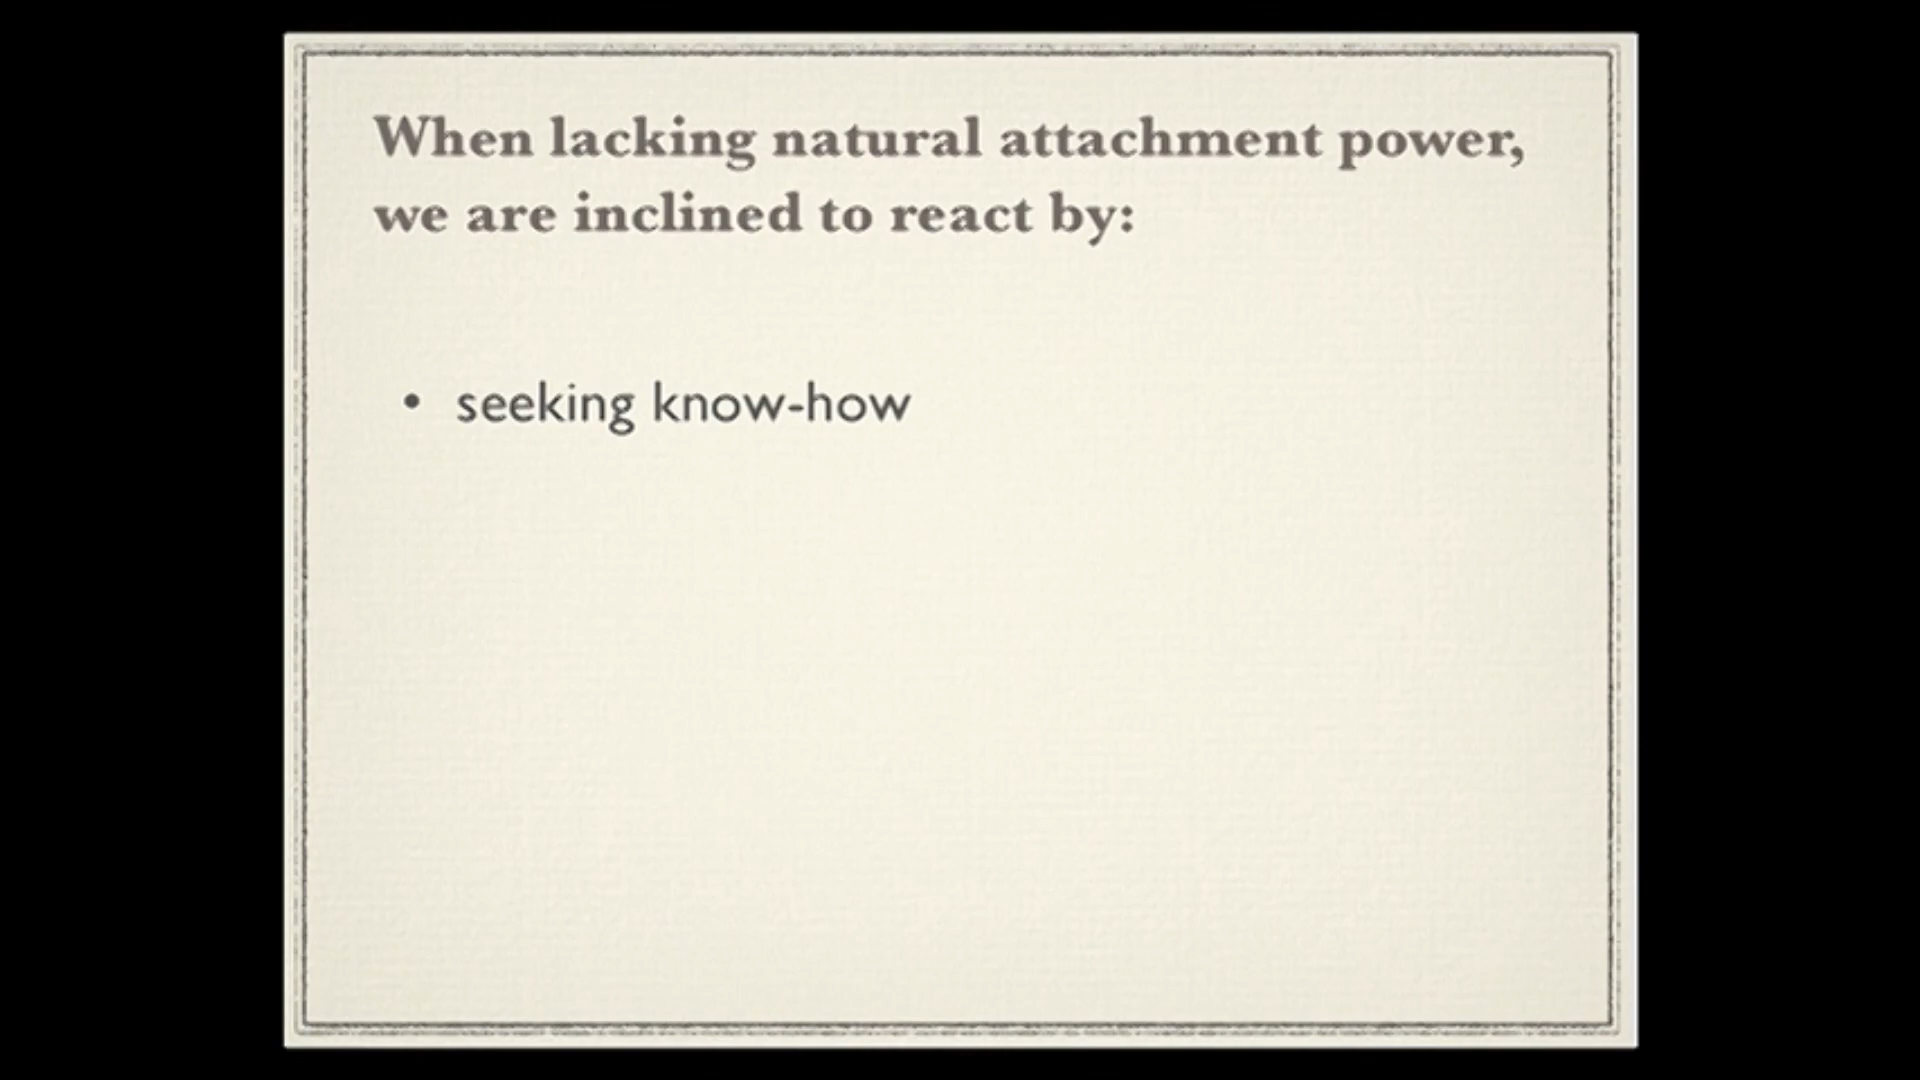 When lacking natural attachment power,
we are inclined to react by:
• seeking know-how